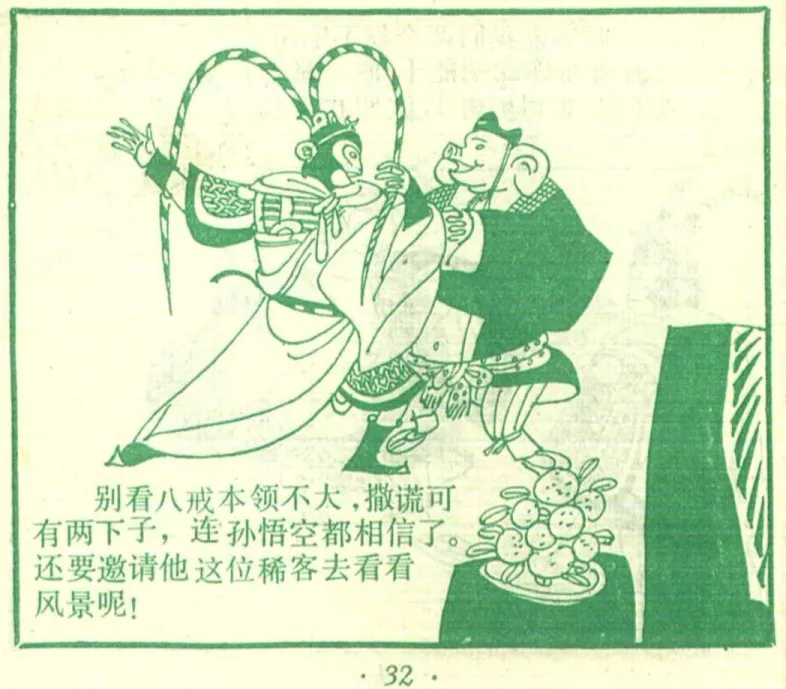 别看八戒本领不大，撒谎可
有两下子，连孙悟空都相信了。
还要邀请他这位稀客去看看
风景呢！
· 32 ·